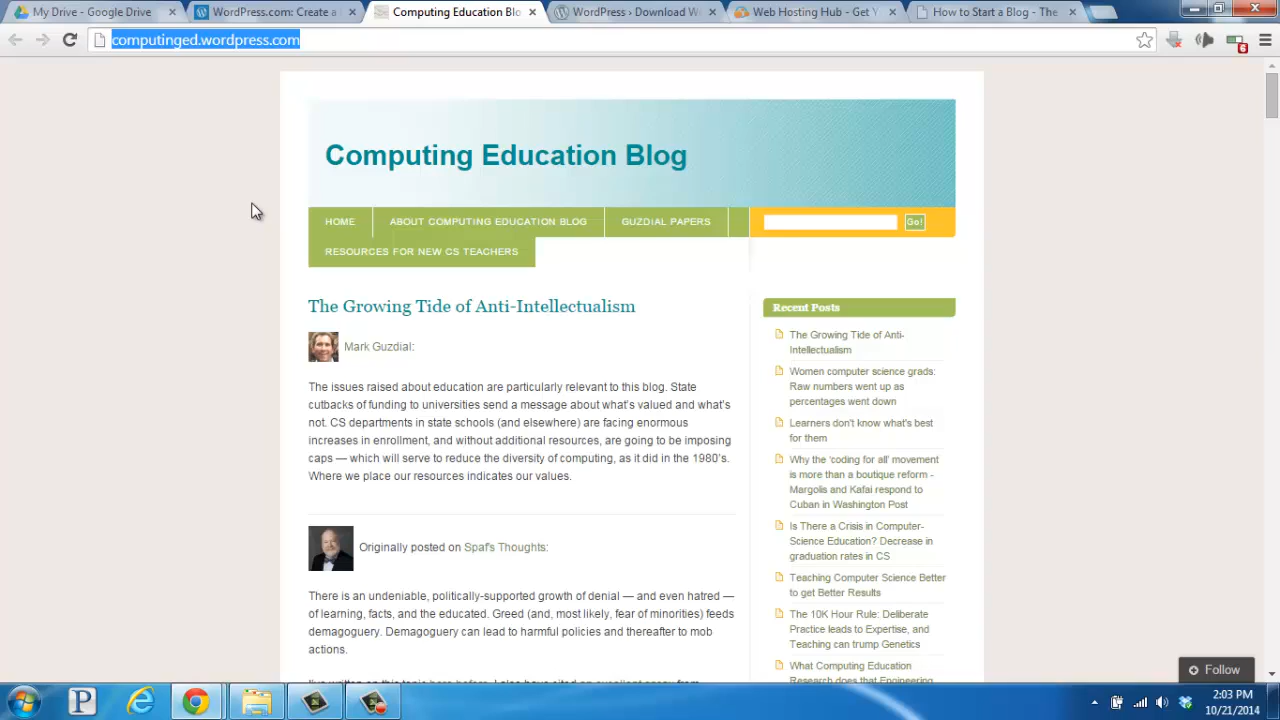 My Drive - Google Drive
WordPress.com: Create a
Computing Education Blo
WordPress › Download W
Web Hosting Hub - Get Y
How to Start a Blog - The
computinged.wordpress.com
6
Computing Education Blog
HOME
ABOUT COMPUTING EDUCATION BLOG
GUZDIAL PAPERS
Go!
RESOURCES FOR NEW CS TEACHERS
The Growing Tide of Anti-Intellectualism
Mark Guzdial:
The issues raised about education are particularly relevant to this blog. State
cutbacks of funding to universities send a message about what's valued and what's
not. CS departments in state schools (and elsewhere) are facing enormous
increases in enrollment, and without additional resources, are going to be imposing
caps — which will serve to reduce the diversity of computing, as it did in the 1980's.
Where we place our resources indicates our values.
Originally posted on Spaf's Thoughts:
There is an undeniable, politically-supported growth of denial — and even hatred —
of learning, facts, and the educated. Greed (and, most likely, fear of minorities) feeds
demagoguery. Demagoguery can lead to harmful policies and thereafter to mob
actions.
Recent Posts
The Growing Tide of Anti-
Intellectualism
Women computer science grads:
Raw numbers went up as
percentages went down
Learners don't know what's best
for them
Why the 'coding for all' movement
is more than a boutique reform -
Margolis and Kafai respond to
Cuban in Washington Post
Is There a Crisis in Computer-
Science Education? Decrease in
graduation rates in CS
Teaching Computer Science Better
to get Better Results
The 10K Hour Rule: Deliberate
Practice leads to Expertise, and
Teaching can trump Genetics
What Computing Education
Research does that Engineering
Follow
P
2:03 PM
10/21/2014